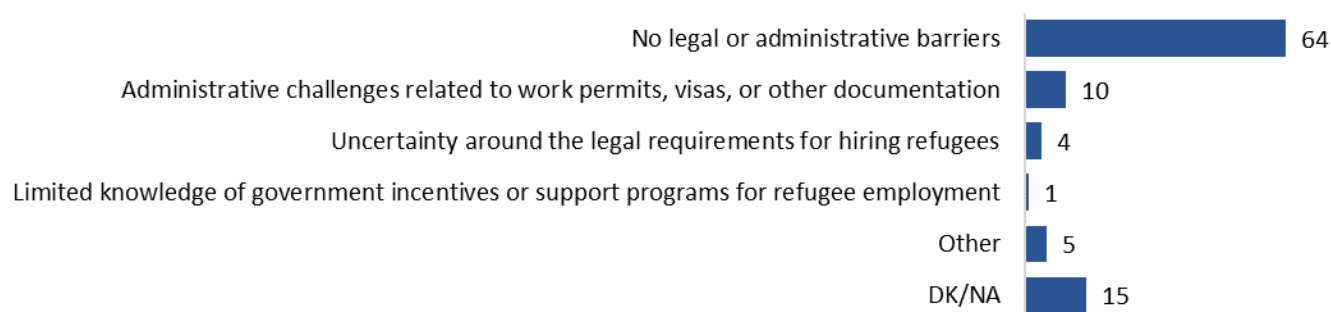 No legal or administrative barriers 64
Administrative challenges related to work permits, visas, or other documentation 10
Uncertainty around the legal requirements for hiring refugees 4
Limited knowledge of government incentives or support programs for refugee employment 1
Other 5
DK/NA 15